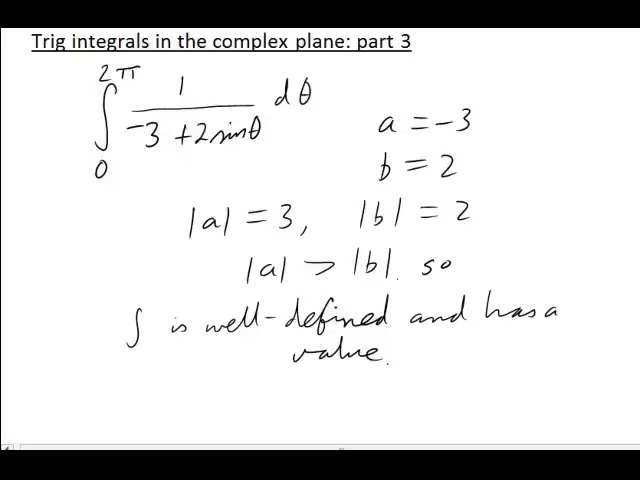 Trig integrals in the complex plane: part 3
∫₀^{2π} 1/(-3 + 2sinθ) dθ
a = -3
b = 2
|a| = 3, |b| = 2
|a| > |b|. so
∫ is well-defined and has a
value.